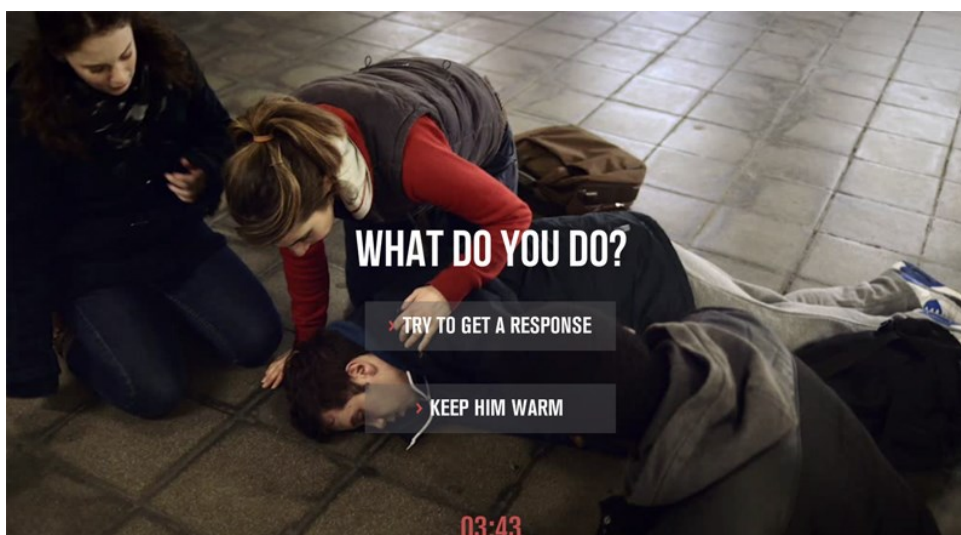 WHAT DO YOU DO?
› TRY TO GET A RESPONSE
› KEEP HIM WARM
03:43